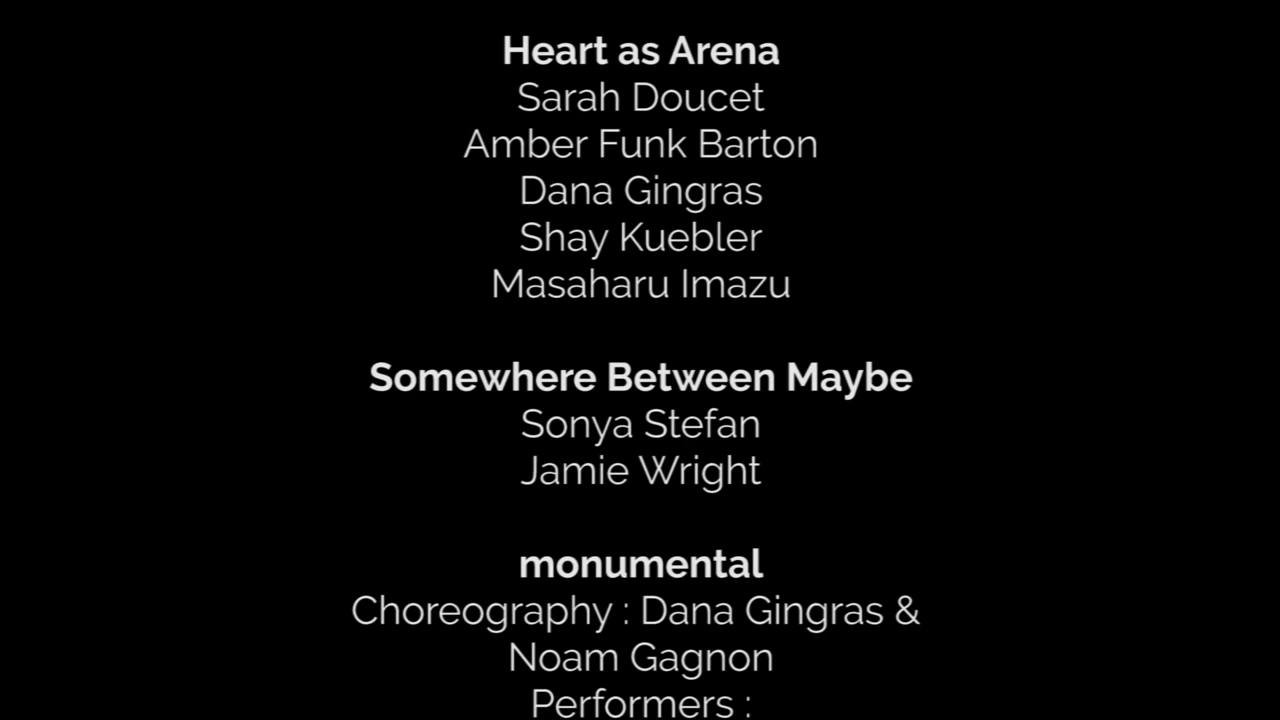 Heart as Arena
Sarah Doucet
Amber Funk Barton
Dana Gingras
Shay Kuebler
Masaharu Imazu
Somewhere Between Maybe
Sonya Stefan
Jamie Wright
monumental
Choreography : Dana Gingras &
Noam Gagnon
Performers :